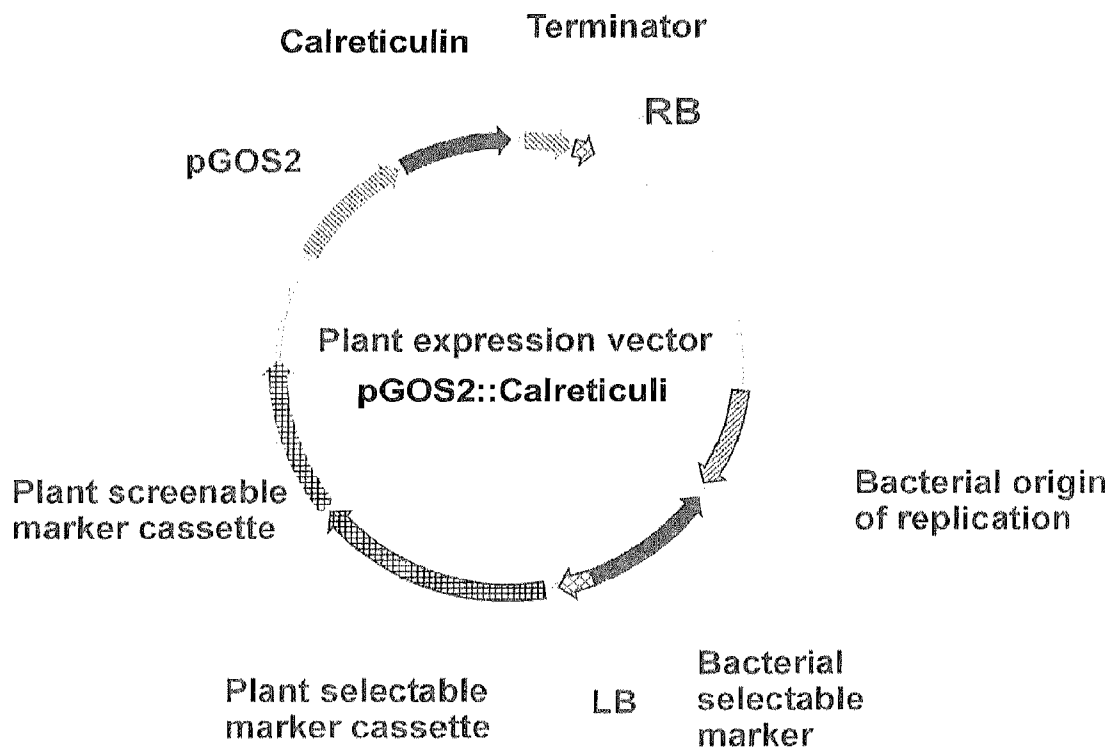 Calreticulin
Terminator
RB
pGOS2
Plant expression vector
pGOS2::Calreticuli
Plant screenable
marker cassette
Bacterial origin
of replication
Plant selectable
marker cassette
LB
Bacterial
selectable
marker